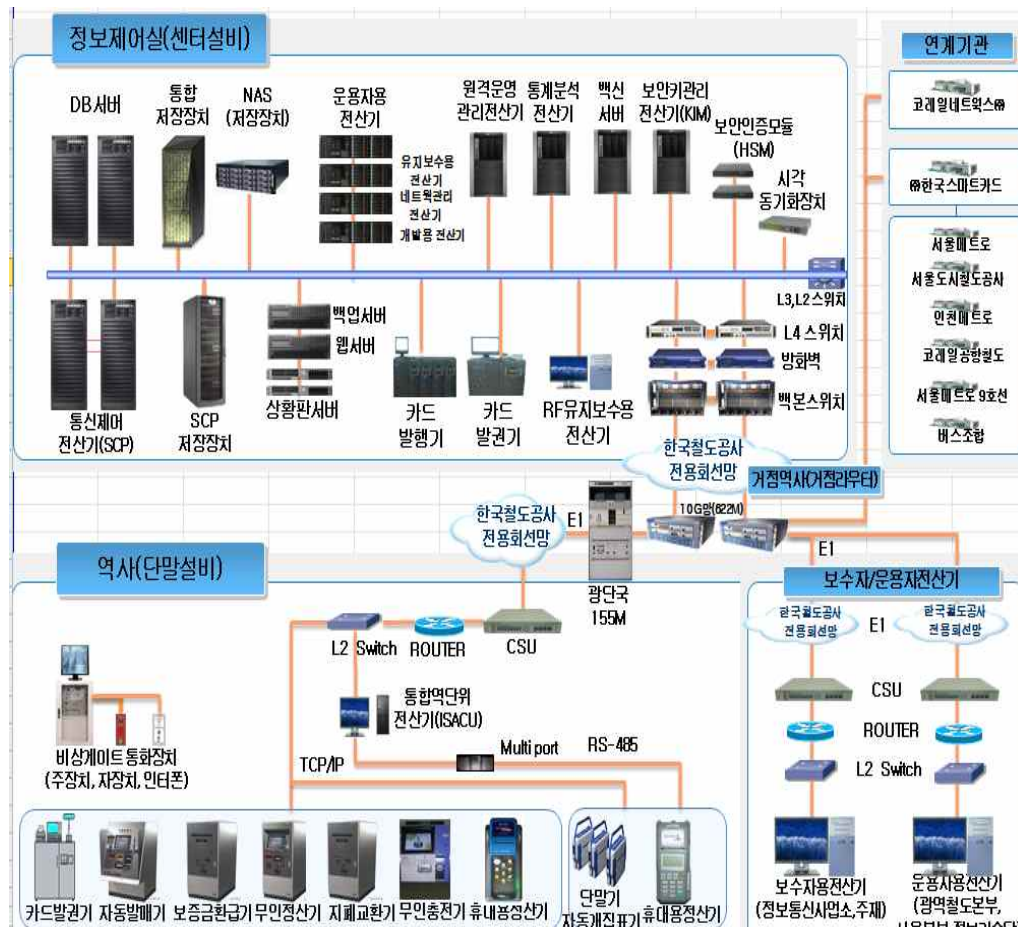 정보제어실(센터설비)
연계기관
DB서버
통합
저장장치
NAS
(저장장치)
운용자용
전산기
유지보수용
전산기
네트웍관리
전산기
개발용 전산기
원격운영
관리전산기
통계분석
전산기
백신
서버
보안키관리
전산기(KIM)
보안인증모듈
(HSM)
시각
동기화장치
코레일네트웍스㈜
㈜한국스마트카드
서울메트로
서울도시철도공사
인천메트로
코레일공항철도
서울메트로 9호선
버스조합
L3,L2스위치
L4 스위치
방화벽
백본스위치
통신제어
전산기(SCP)
SCP
저장장치
백업서버
웹서버
상황판서버
카드
발행기
카드
발권기
RF유지보수용
전산기
한국철도공사
전용회선망
거점역사(거점라우터)
10G망(622M)
한국철도공사
전용회선망
E1
E1
광단국
155M
역사(단말설비)
L2 Switch
ROUTER
CSU
통합역단위
전산기(ISACU)
Multi port
RS-485
TCP/IP
비상게이트 통화장치
(주장치, 자장치, 인터폰)
카드발권기
자동발매기
보증금환급기
무인정산기
지폐교환기
무인충전기
휴대용정산기
단말기
자동개집표기
휴대용정산기
보수자/운용자전산기
한국철도공사
전용회선망
E1
한국철도공사
전용회선망
CSU
ROUTER
L2 Switch
보수자용전산기
(정보통신사업소,주재)
운용사용전산기
(광역철도본부,